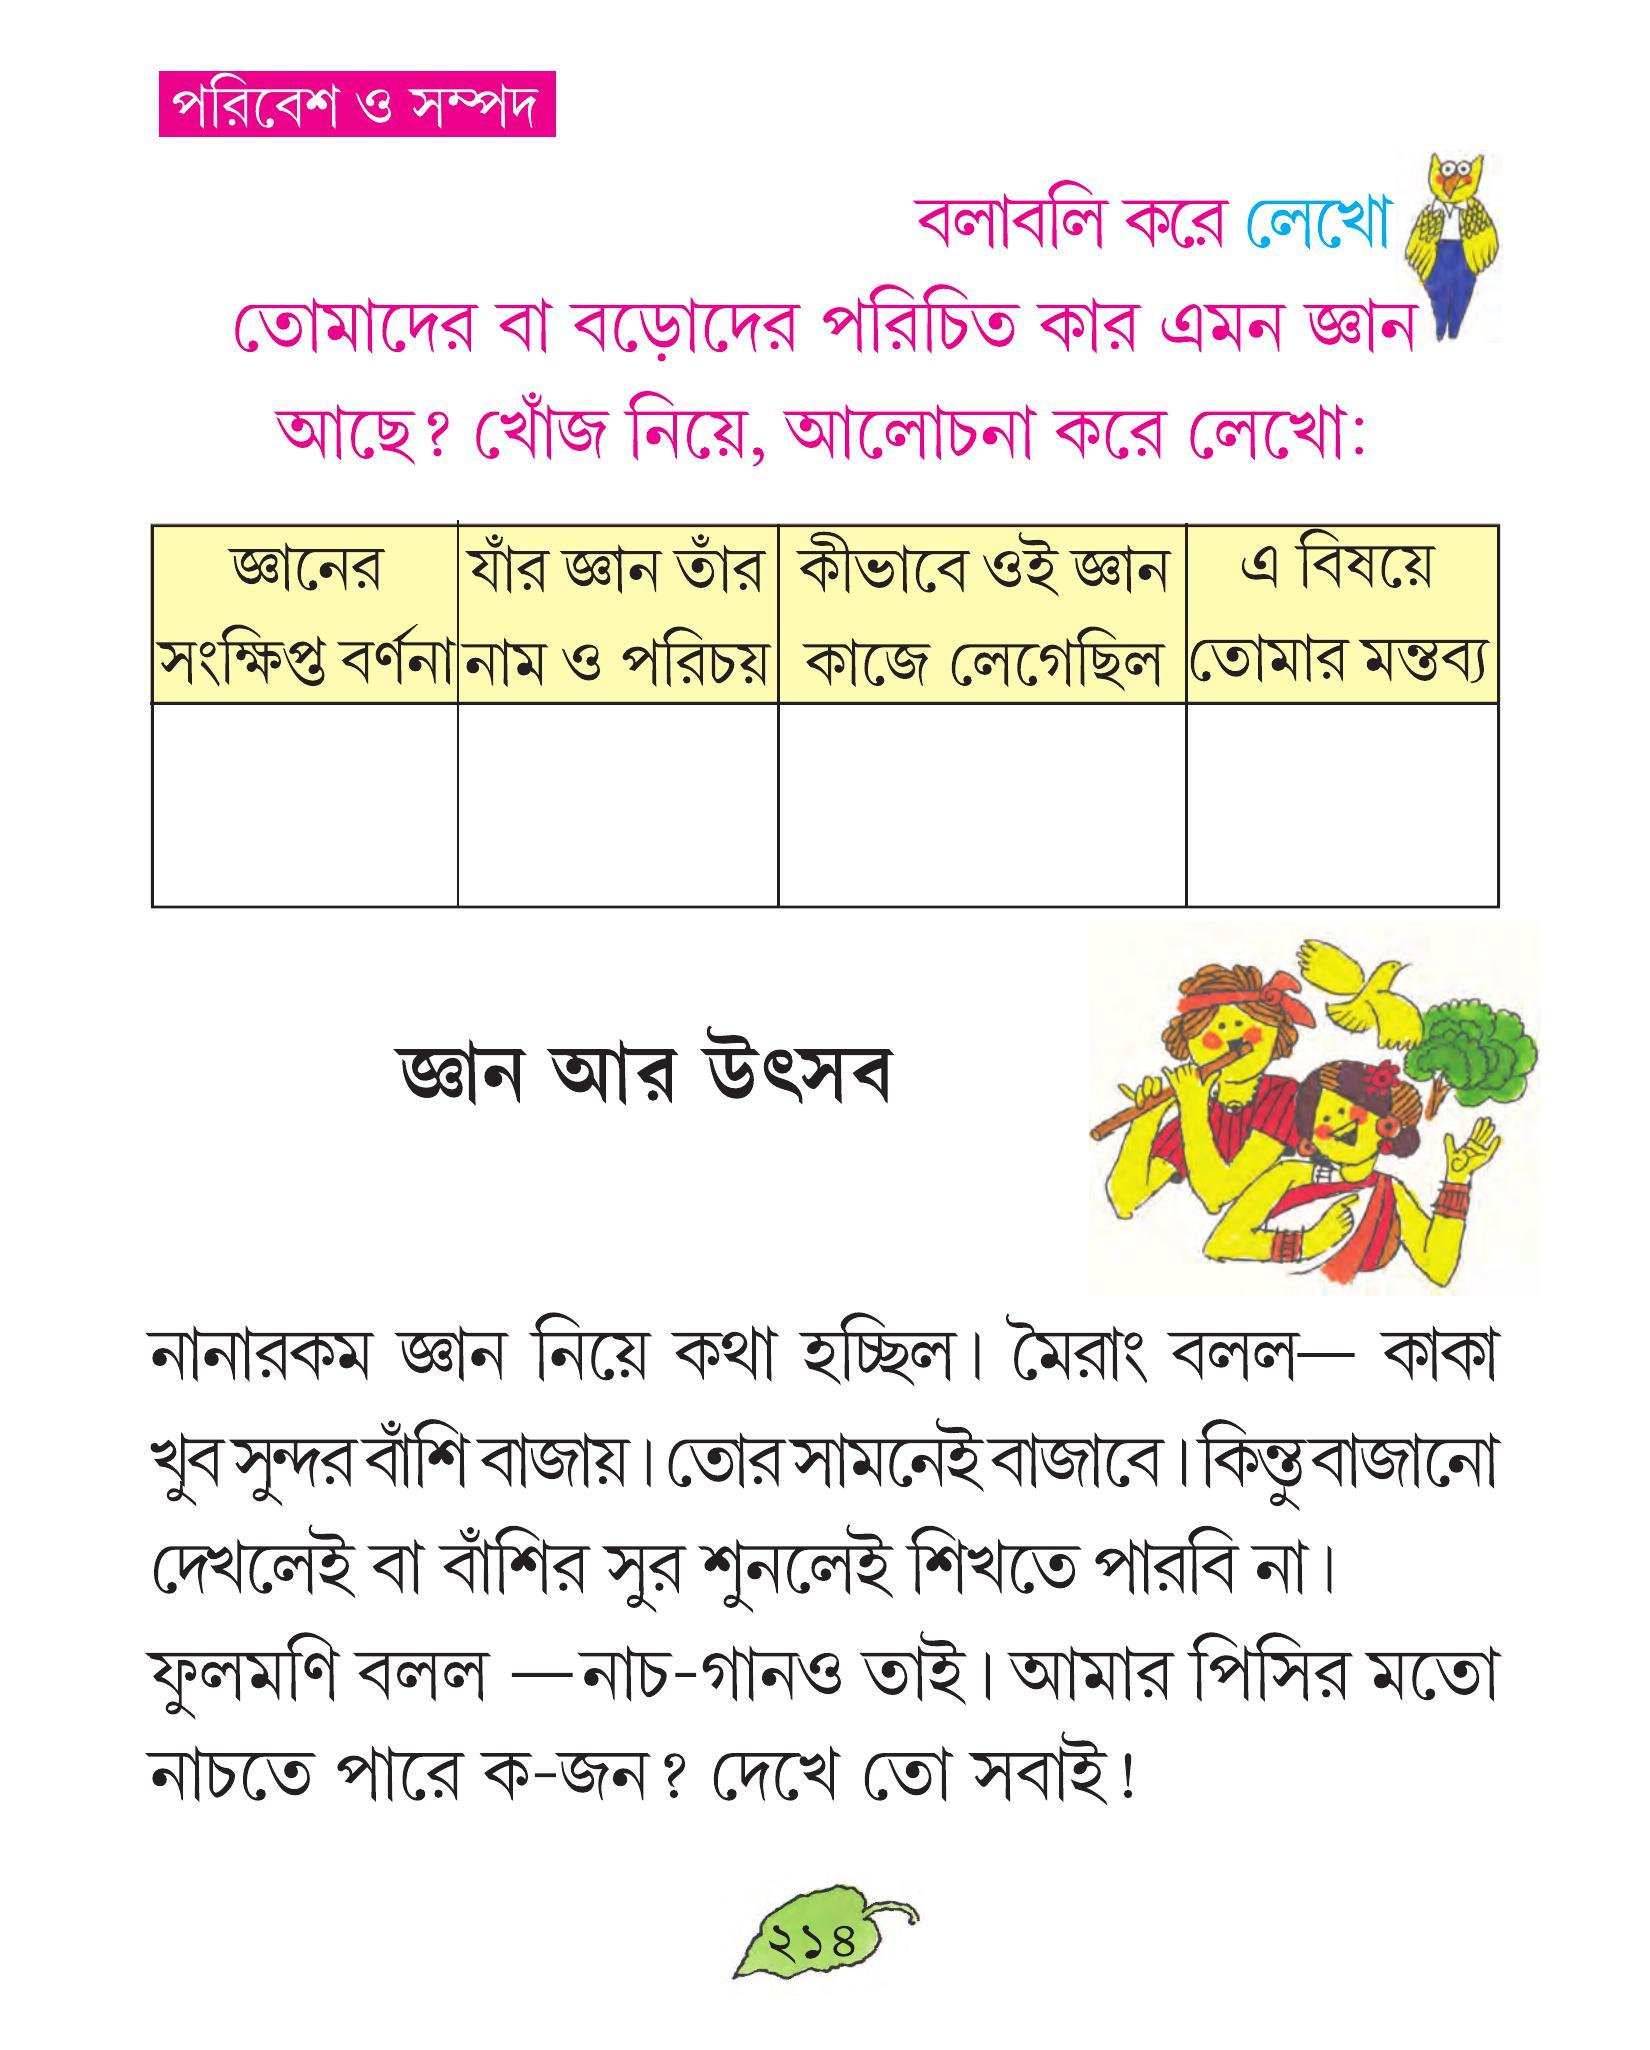 পরিবেশ ও সম্পদ
বলাবলি করে লেখো
তোমাদের বা বড়োদের পরিচিত কার এমন জ্ঞান
আছে? খোঁজ নিয়ে, আলোচনা করে লেখো:
জ্ঞানের
সংক্ষিপ্ত বর্ণনা
যাঁর জ্ঞান তাঁর
নাম ও পরিচয়
কীভাবে ওই জ্ঞান
কাজে লেগেছিল
এ বিষয়ে
তোমার মন্তব্য
জ্ঞান আর উৎসব
নানারকম জ্ঞান নিয়ে কথা হচ্ছিল। মৈরাং বলল— কাকা
খুব সুন্দর বাঁশি বাজায়। তোর সামনেই বাজাবে। কিন্তু বাজানো
দেখলেই বা বাঁশির সুর শুনলেই শিখতে পারবি না।
ফুলমণি বলল —নাচ-গানও তাই। আমার পিসির মতো
নাচতে পারে ক-জন? দেখে তো সবাই!
২১৪